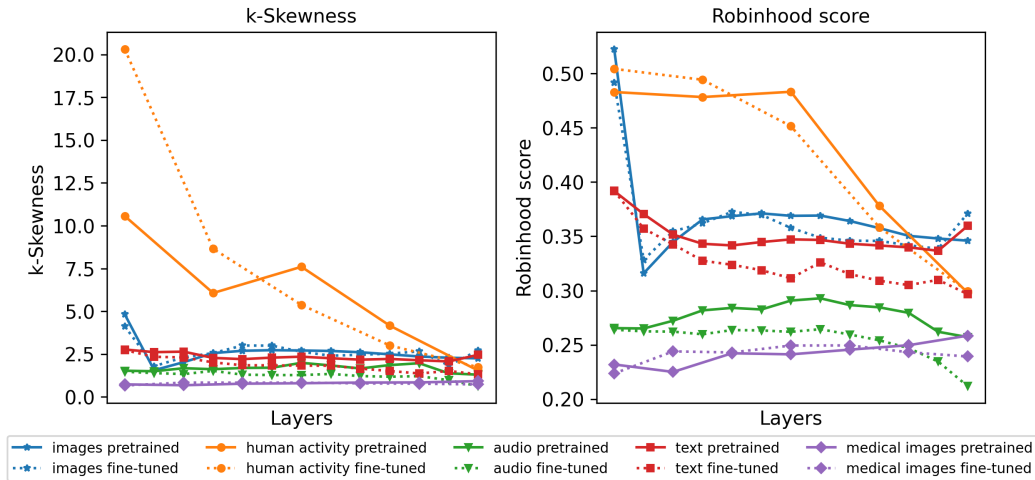 k-Skewness
Robinhood score
20.0
17.5
15.0
12.5
10.0
7.5
5.0
2.5
0.0
k-Skewness
Layers
0.50
0.45
0.40
0.35
0.30
0.25
0.20
Robinhood score
Layers
images pretrained
images fine-tuned
human activity pretrained
human activity fine-tuned
audio pretrained
audio fine-tuned
text pretrained
text fine-tuned
medical images pretrained
medical images fine-tuned